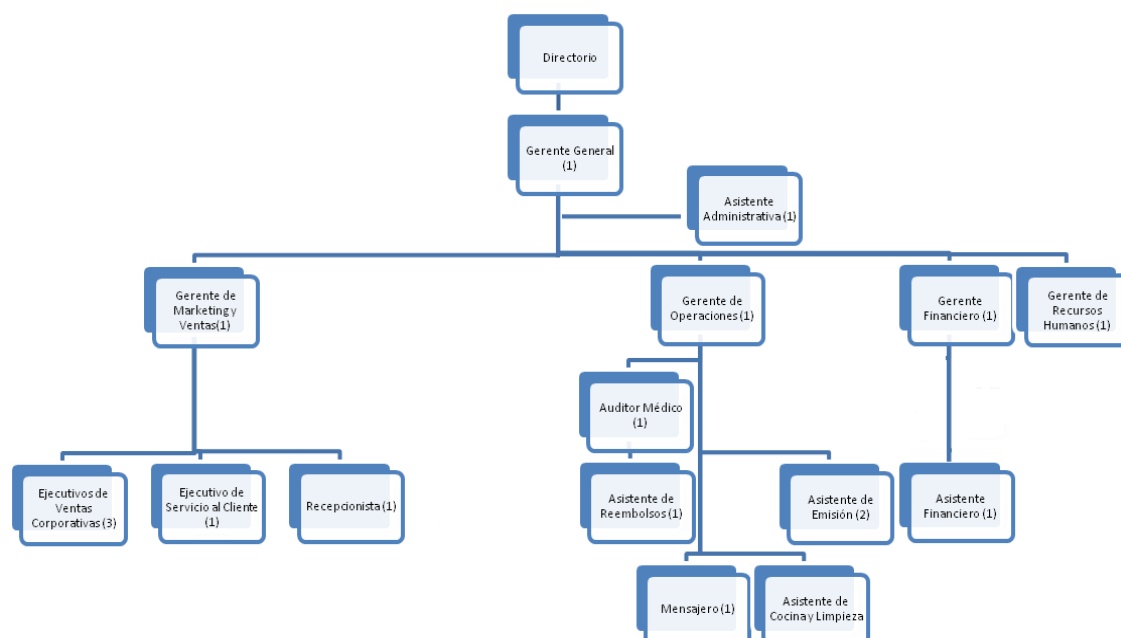 Directorio
Gerente General
(1)
Asistente
Administrativa (1)
Gerente de
Marketing y
Ventas(1)
Gerente de
Operaciones (1)
Gerente
Financiero (1)
Gerente de
Recursos
Humanos (1)
Auditor Médico
(1)
Ejecutivos de
Ventas
Corporativas (3)
Ejecutivo de
Servicio al Cliente
(1)
Recepcionista (1)
Asistente de
Reembolsos (1)
Asistente de
Emisión (2)
Asistente
Financiero (1)
Mensajero (1)
Asistente de
Cocina y Limpieza